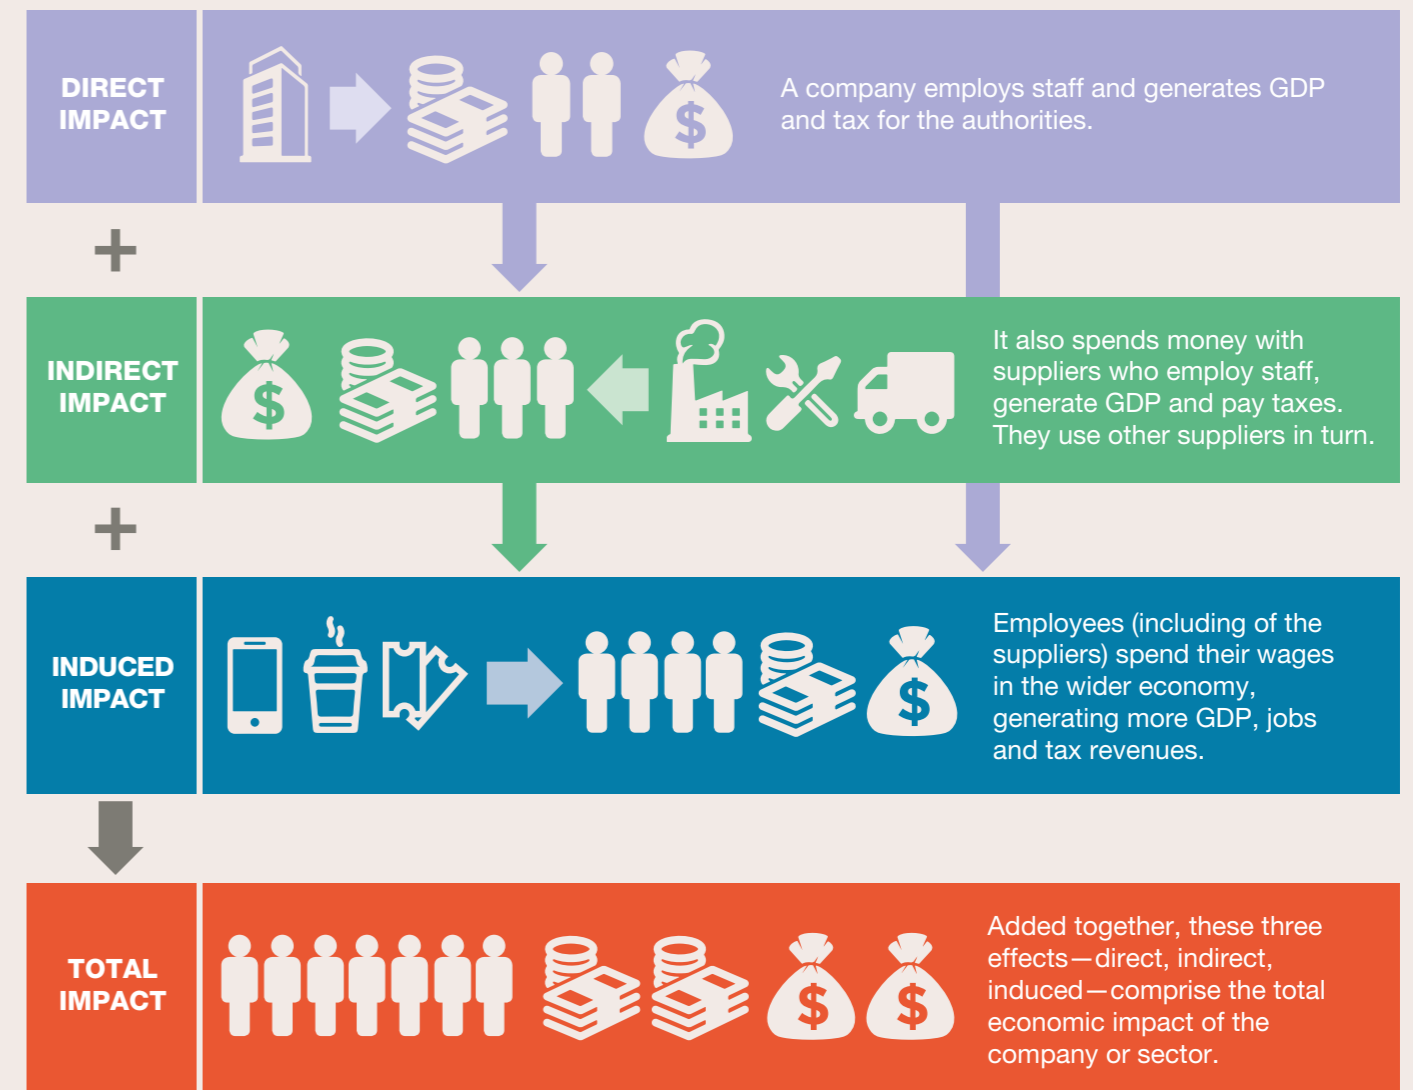 DIRECT
IMPACT
$
A company employs staff and generates GDP
and tax for the authorities.
+
INDIRECT
IMPACT
$
It also spends money with
suppliers who employ staff,
generate GDP and pay taxes.
They use other suppliers in turn.
+
INDUCED
IMPACT
$
Employees (including of the
suppliers) spend their wages
in the wider economy,
generating more GDP, jobs
and tax revenues.
TOTAL
IMPACT
$ $
Added together, these three
effects—direct, indirect,
induced—comprise the total
economic impact of the
company or sector.